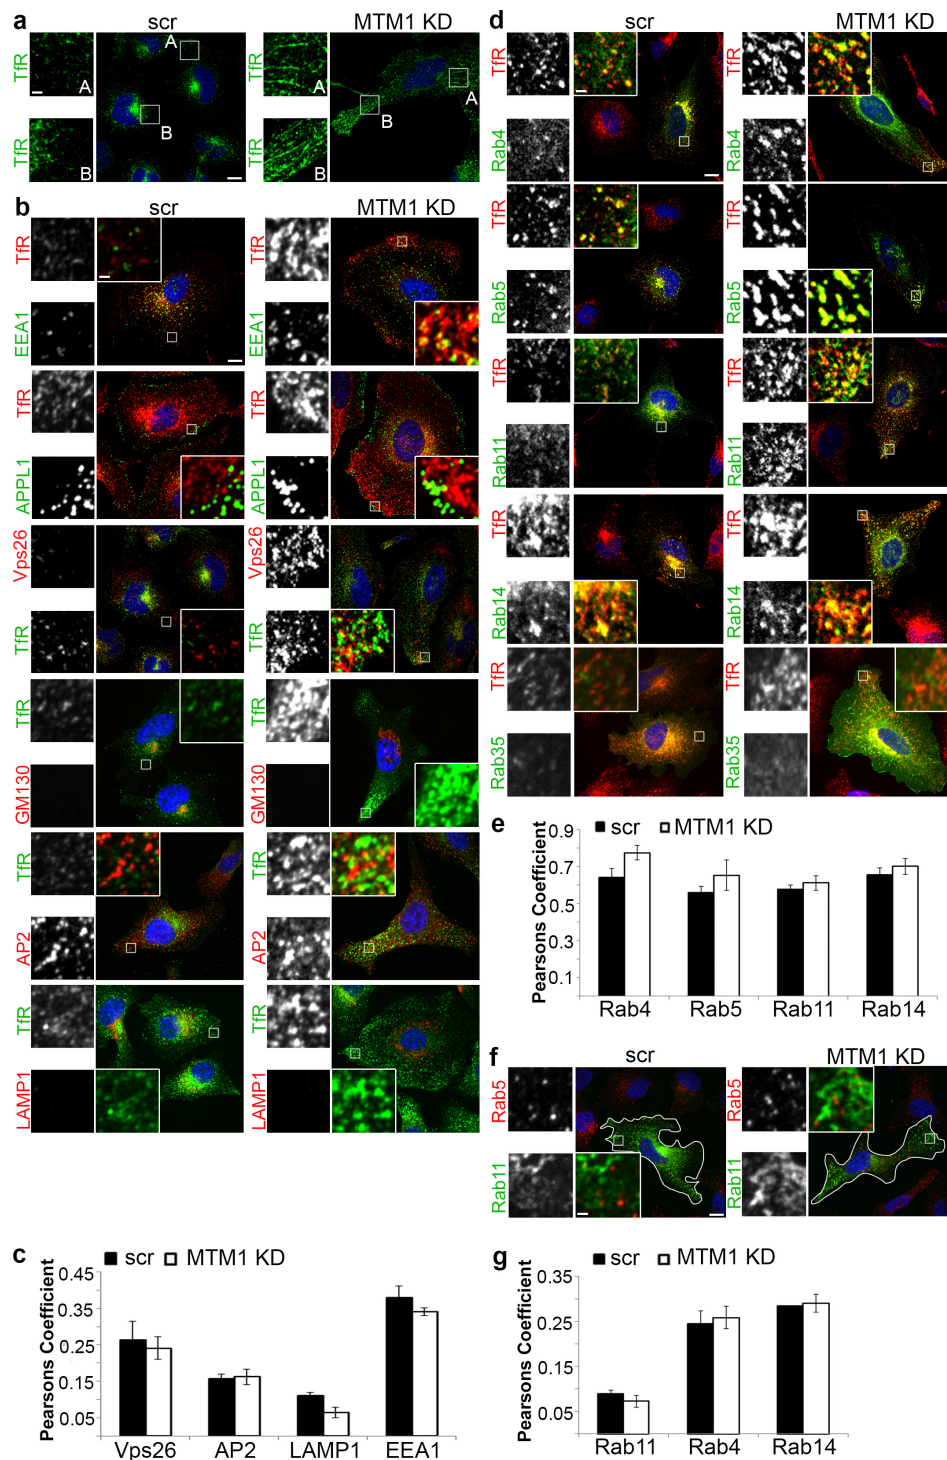 a
scr
MTM1 KD
TfR
A
A
TfR
A
A
TfR
B
B
TfR
B
B
b
scr
MTM1 KD
TfR
EEA1
TfR
EEA1
TfR
APPL1
TfR
APPL1
Vps26
TfR
Vps26
TfR
TfR
GM130
TfR
GM130
TfR
AP2
TfR
AP2
TfR
LAMP1
TfR
LAMP1
c
scr
MTM1 KD
Pearsons Coefficient
0.45
0.35
0.25
0.15
0.05
Vps26 AP2 LAMP1 EEA1
d
scr
MTM1 KD
TfR
Rab4
TfR
Rab4
TfR
Rab5
TfR
Rab5
TfR
Rab11
TfR
Rab11
TfR
Rab14
TfR
Rab14
TfR
Rab35
TfR
Rab35
e
scr
MTM1 KD
Pearsons Coefficient
0.9
0.7
0.5
0.3
0.1
Rab4 Rab5 Rab11 Rab14
f
scr
MTM1 KD
Rab5
Rab11
Rab5
Rab11
g
scr
MTM1 KD
Pearsons Coefficient
0.35
0.25
0.15
0.05
Rab11 Rab4 Rab14